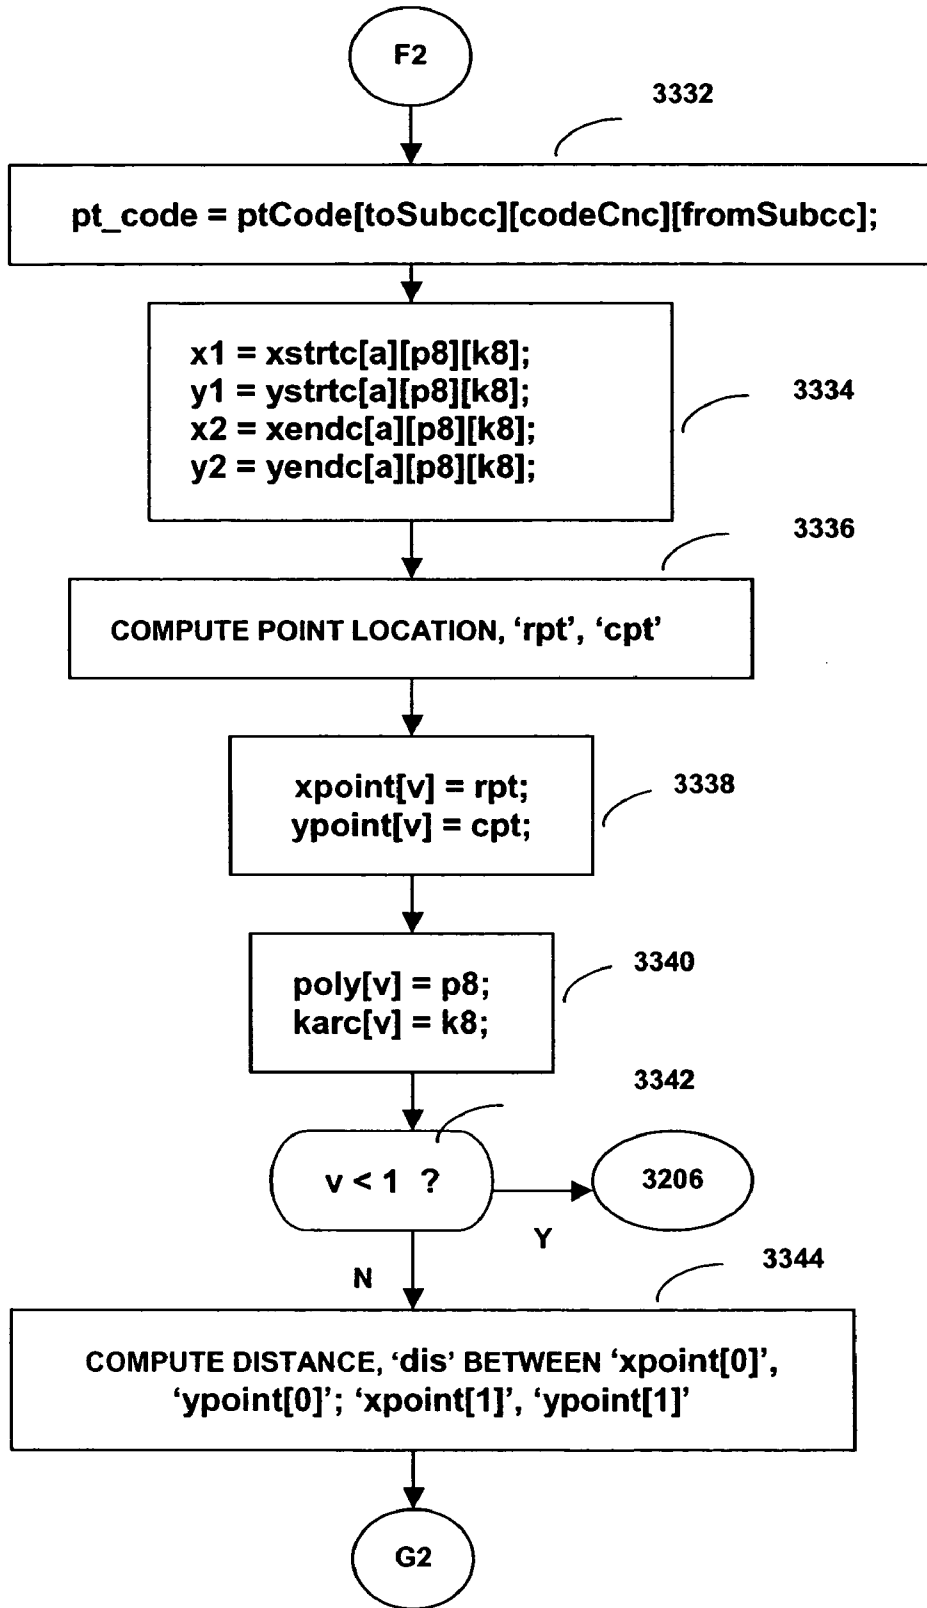 F2
3332
pt_code = ptCode[toSubcc][codeCnc][fromSubcc];
x1 = xstrtc[a][p8][k8];
y1 = ystrtc[a][p8][k8];
x2 = xendc[a][p8][k8];
y2 = yendc[a][p8][k8];
3334
3336
COMPUTE POINT LOCATION, ‘rpt’, ‘cpt’
xpoint[v] = rpt;
ypoint[v] = cpt;
3338
poly[v] = p8;
karc[v] = k8;
3340
3342
v < 1 ?
3206
Y
N
3344
COMPUTE DISTANCE, ‘dis’ BETWEEN ‘xpoint[0]’,
‘ypoint[0]’; ‘xpoint[1]’, ‘ypoint[1]’
G2